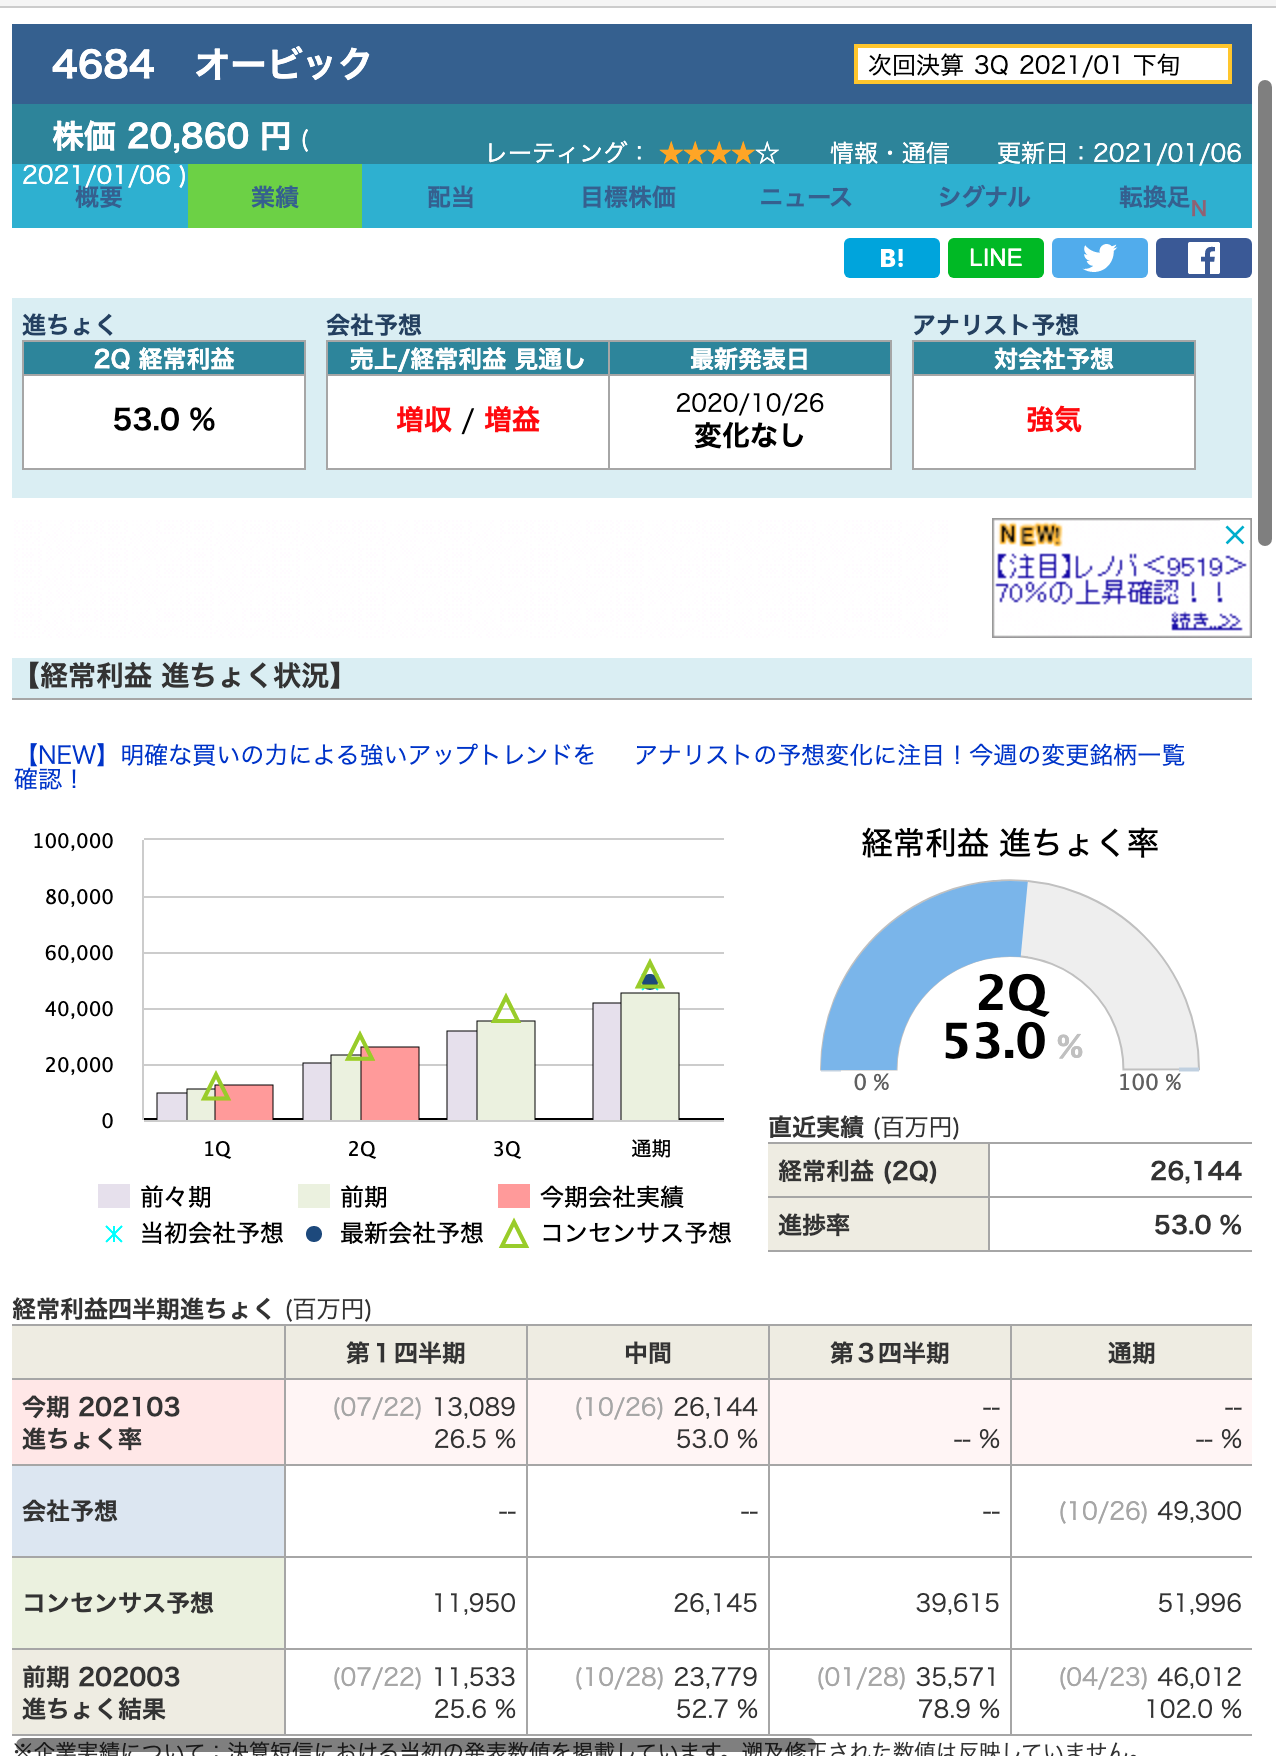 4684　オービック
次回決算 3Q 2021/01 下旬
株価 20,860 円 (
2021/01/06 )
レーティング： ★★★★☆
情報・通信
更新日：2021/01/06
概要
業績
配当
目標株価
ニュース
シグナル
転換足N
B!
LINE
進ちょく
2Q 経常利益
53.0 %
会社予想
売上/経常利益 見通し
最新発表日
増収 / 増益
2020/10/26
変化なし
アナリスト予想
対会社予想
強気
NEW!
【注目】レノバ<9519>
70%の上昇確認！！
続き..>>
【経常利益 進ちょく状況】
【NEW】明確な買いの力による強いアップトレンドを
確認！
アナリストの予想変化に注目！今週の変更銘柄一覧
100,000
80,000
60,000
40,000
20,000
0
1Q
2Q
3Q
通期
前々期
前期
今期会社実績
当初会社予想
最新会社予想
コンセンサス予想
経常利益 進ちょく率
2Q
53.0 %
0 %
100 %
直近実績 (百万円)
経常利益 (2Q) 26,144
進捗率 53.0 %
経常利益四半期進ちょく (百万円)
第１四半期 中間 第３四半期 通期
今期 202103 (07/22) 13,089 (10/26) 26,144 -- --
進ちょく率 26.5 % 53.0 % -- % -- %
会社予想 -- -- -- (10/26) 49,300
コンセンサス予想 11,950 26,145 39,615 51,996
前期 202003 (07/22) 11,533 (10/28) 23,779 (01/28) 35,571 (04/23) 46,012
進ちょく結果 25.6 % 52.7 % 78.9 % 102.0 %
※企業実績について：決算短信における当初の発表数値を掲載しています。遡及修正された数値は反映していません。